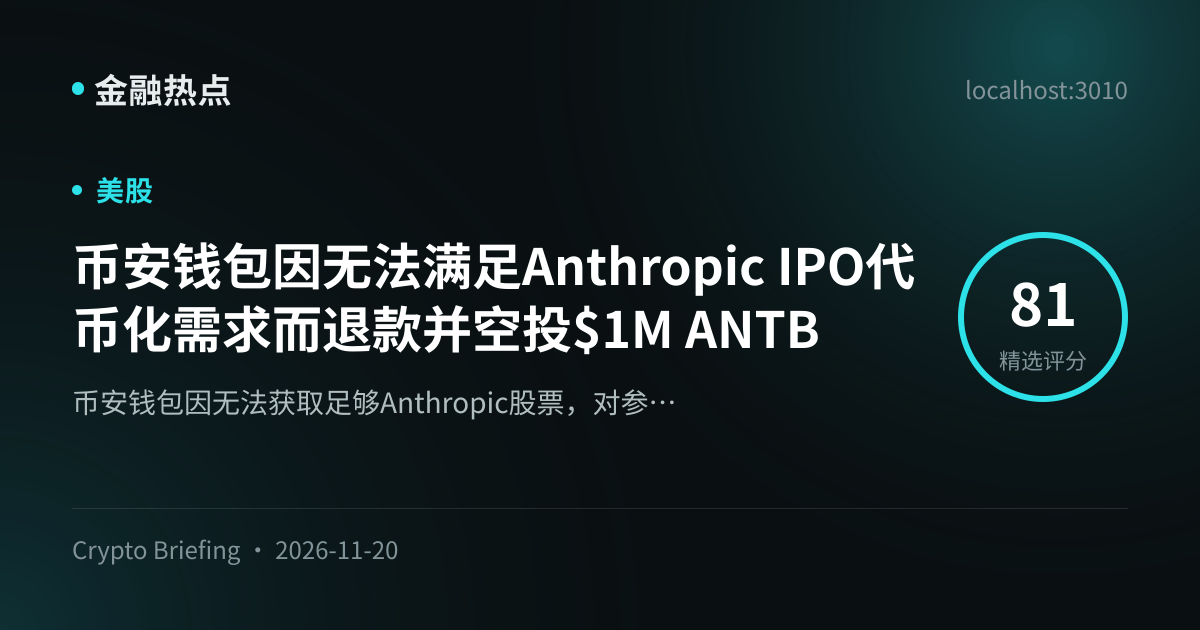 金融热点
localhost:3010
美股
币安钱包因无法满足Anthropic IPO代
币化需求而退款并空投$1M ANTB
81
精选评分
币安钱包因无法获取足够Anthropic股票，对参…
Crypto Briefing · 2026-11-20